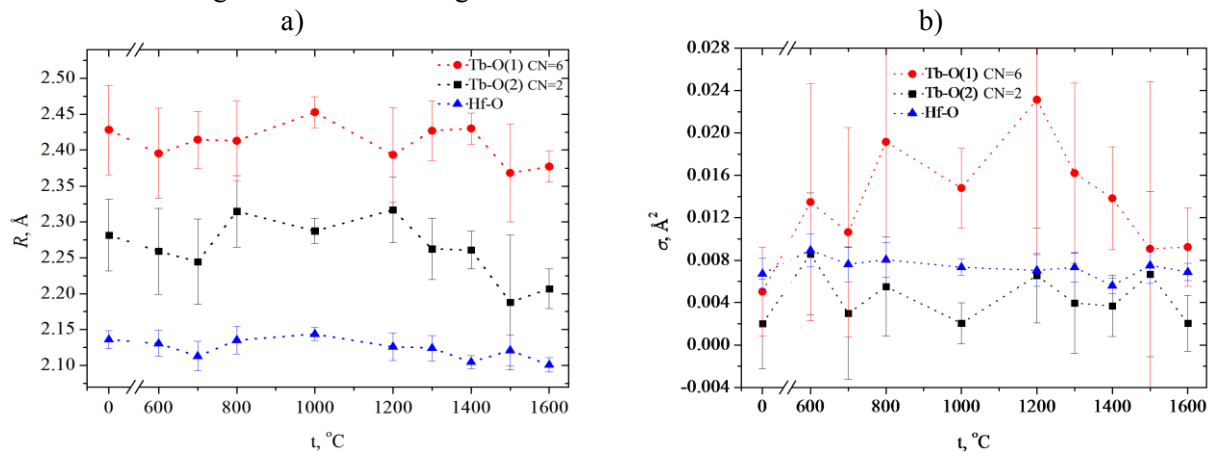 a)
b)
Tb-O(1) CN=6
Tb-O(2) CN=2
Hf-O
R, Å
2.50
2.45
2.40
2.35
2.30
2.25
2.20
2.15
2.10
0 600 800 1000 1200 1400 1600
t, °C
Tb-O(1) CN=6
Tb-O(2) CN=2
Hf-O
σ, Å²
0.028
0.024
0.020
0.016
0.012
0.008
0.004
0.000
-0.004
0 600 800 1000 1200 1400 1600
t, °C